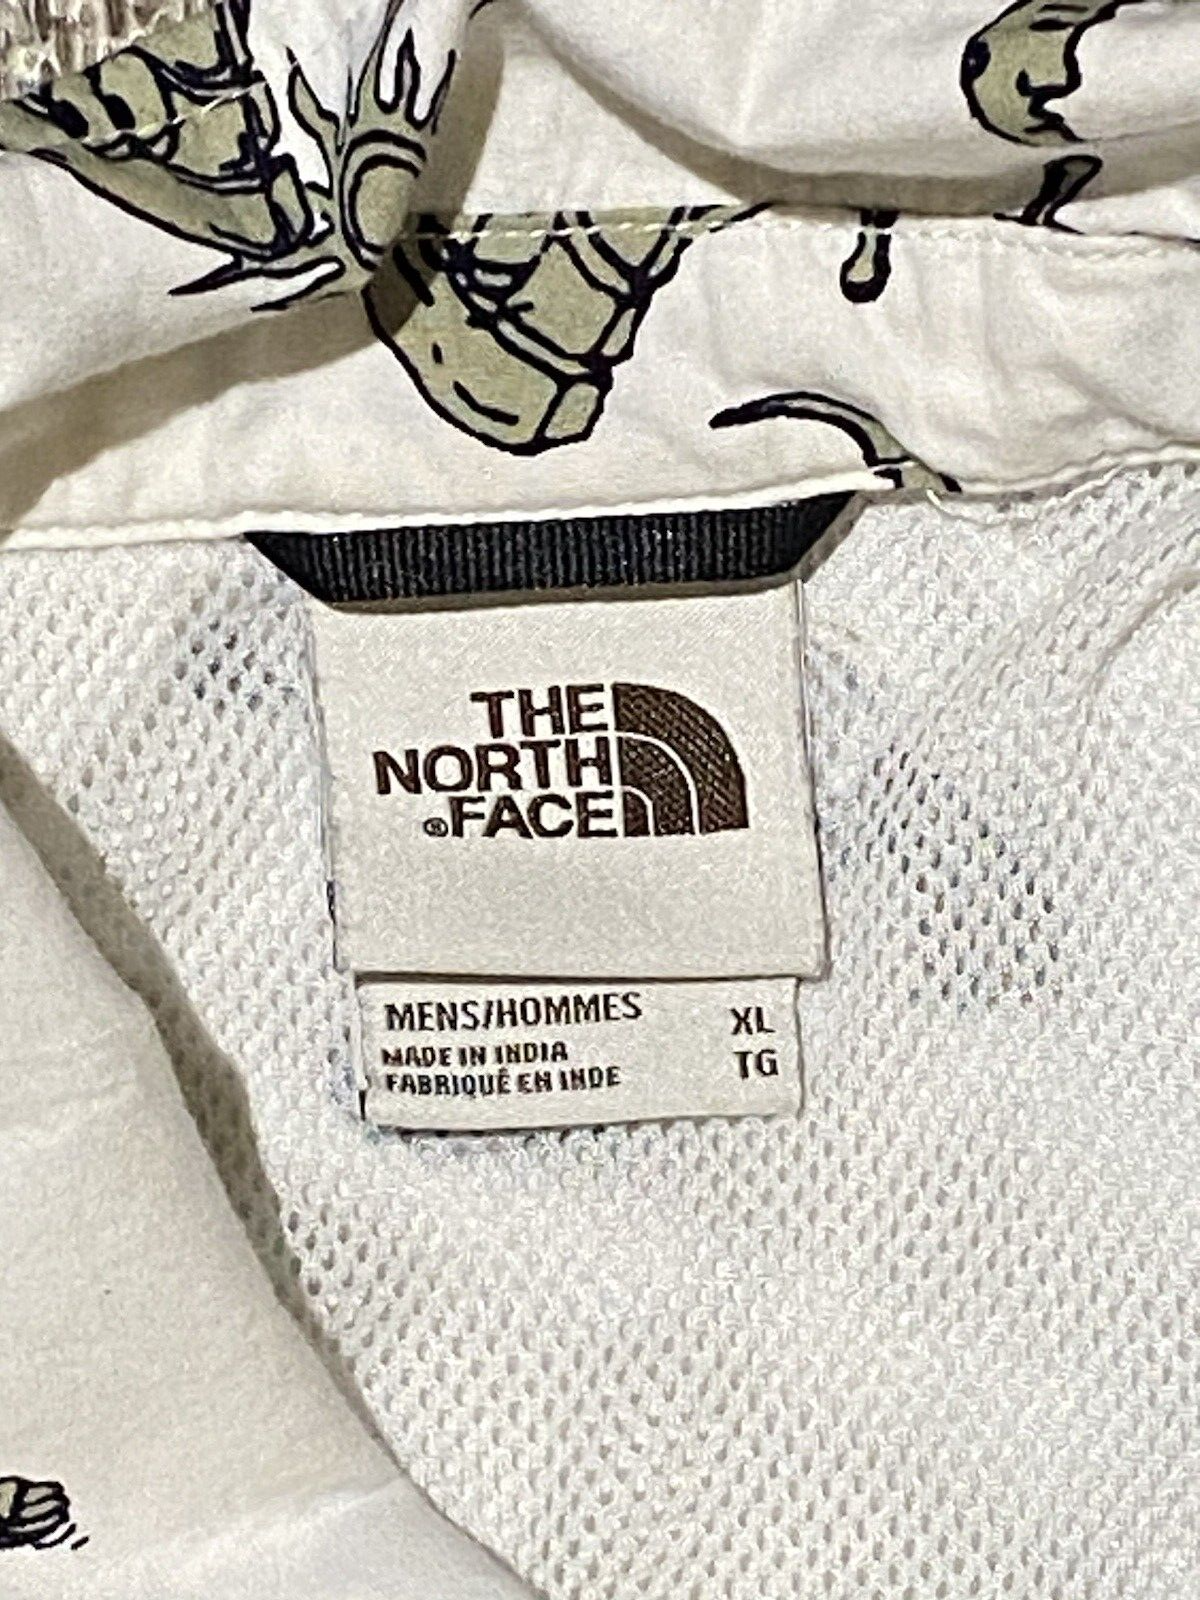 THE
NORTH
®FACE
MENS/HOMMES XL
MADE IN INDIA TG
FABRIQUÉ EN INDE